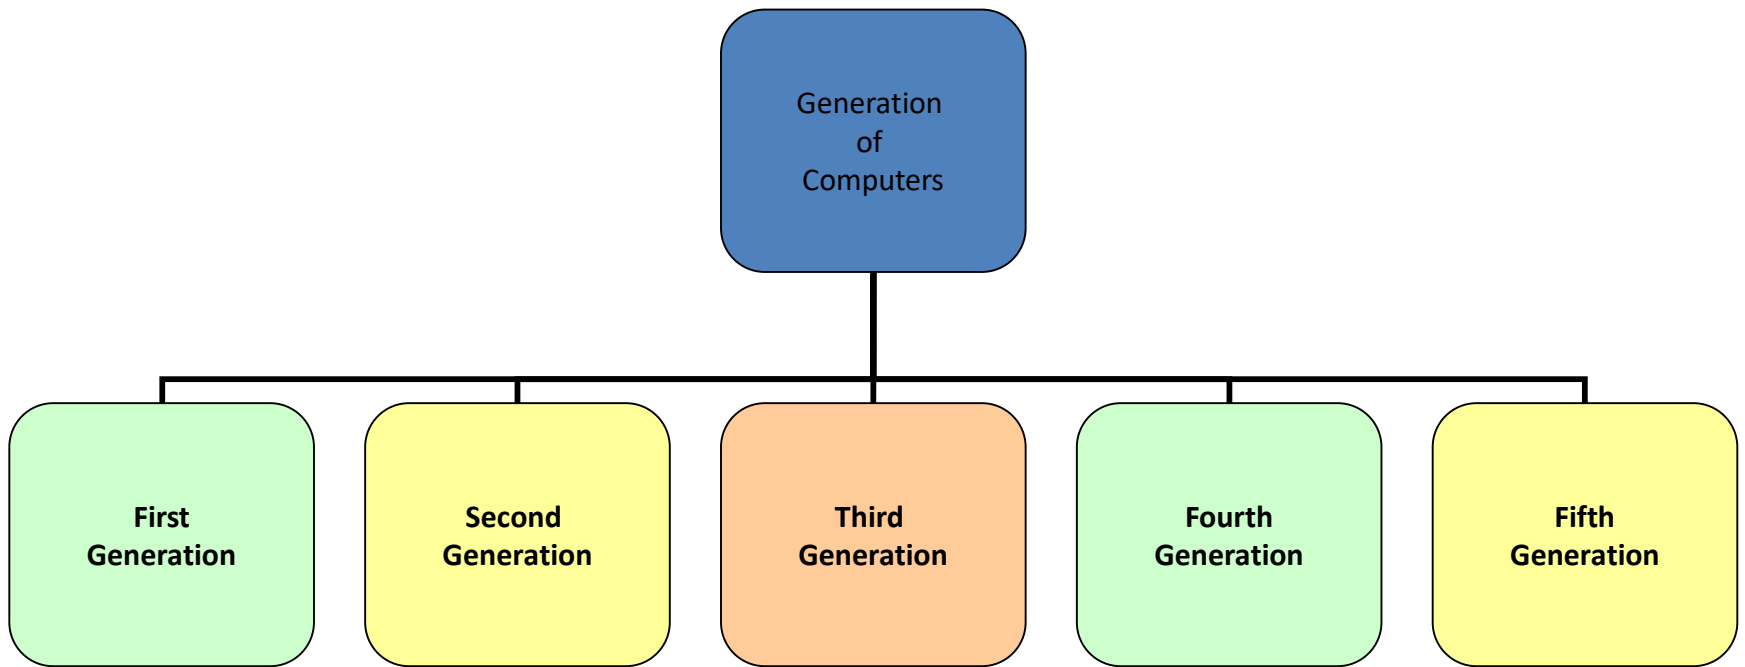 Generation
of
Computers
First
Generation
Second
Generation
Third
Generation
Fourth
Generation
Fifth
Generation